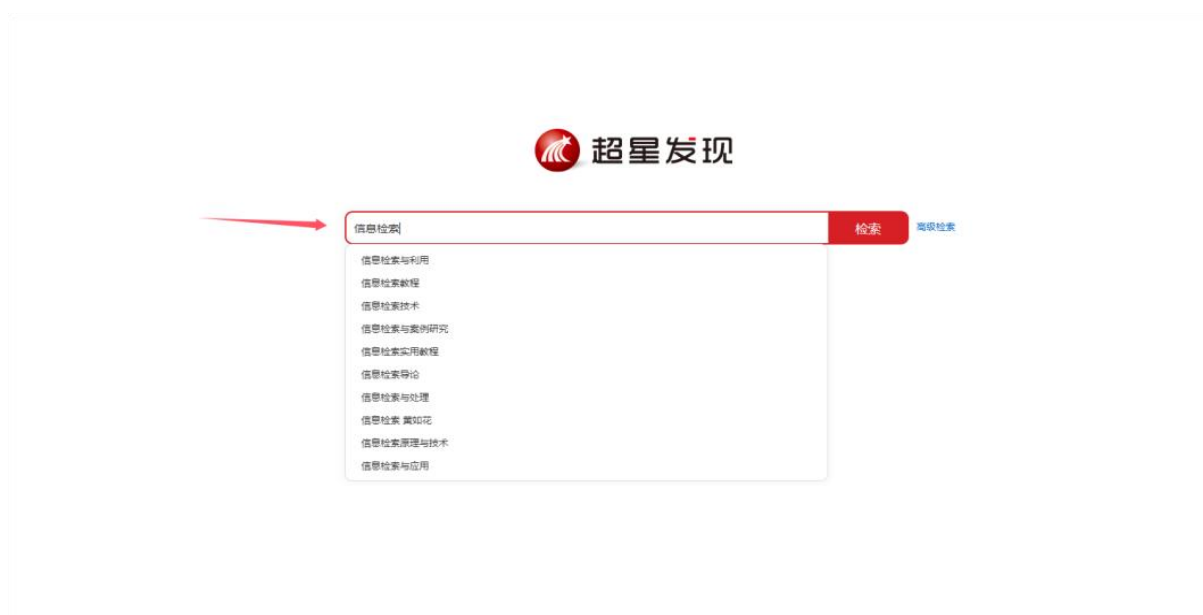 超星发现
信息检索 检索 高级检索
信息检索与利用
信息检索教程
信息检索技术
信息检索与案例研究
信息检索实用教程
信息检索导论
信息检索与处理
信息检索 黄如花
信息检索原理与技术
信息检索与应用